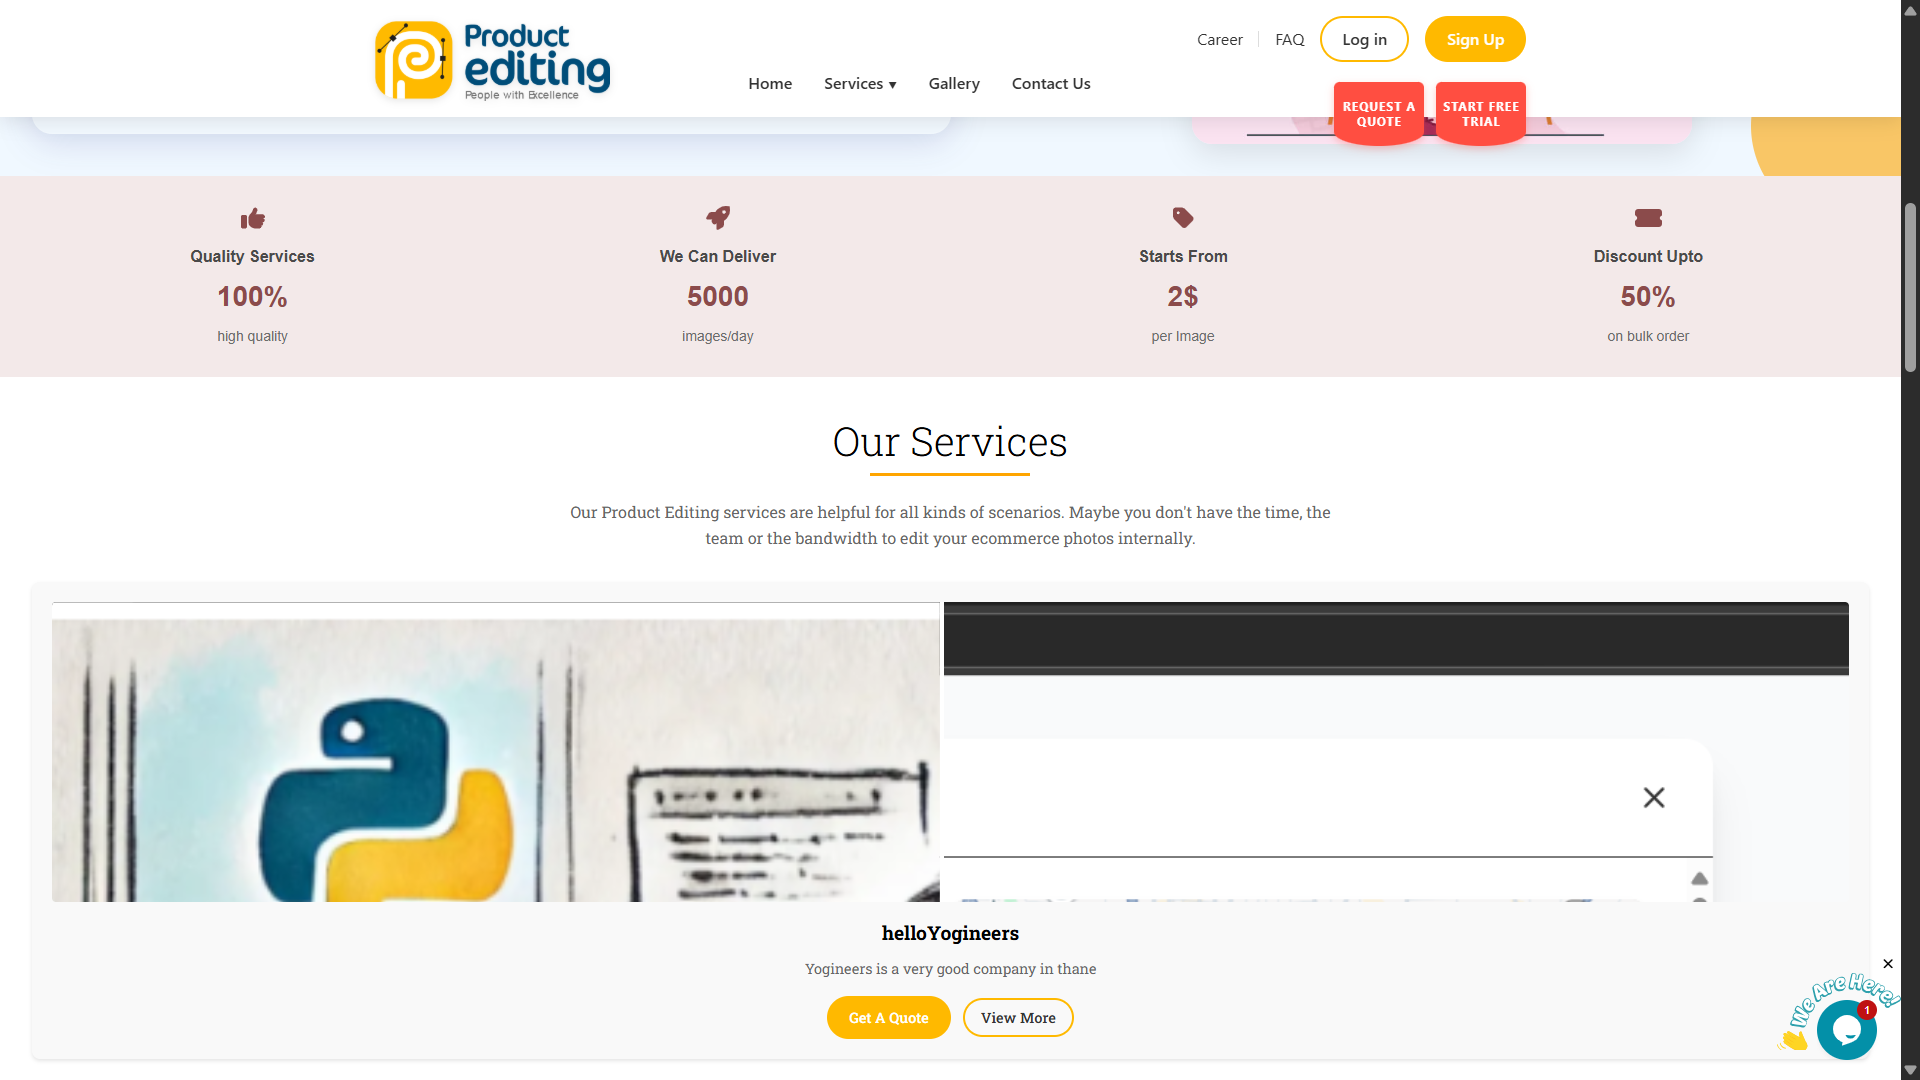 Product
editing
People with Excellence
Home
Services ▾
Gallery
Contact Us
Career
FAQ
Log in
Sign Up
REQUEST A
QUOTE
START FREE
TRIAL
Quality Services
100%
high quality
We Can Deliver
5000
images/day
Starts From
2$
per Image
Discount Upto
50%
on bulk order
Our Services
Our Product Editing services are helpful for all kinds of scenarios. Maybe you don't have the time, the
team or the bandwidth to edit your ecommerce photos internally.
helloYogineers
Yogineers is a very good company in thane
Get A Quote
View More
We Are Here!
1